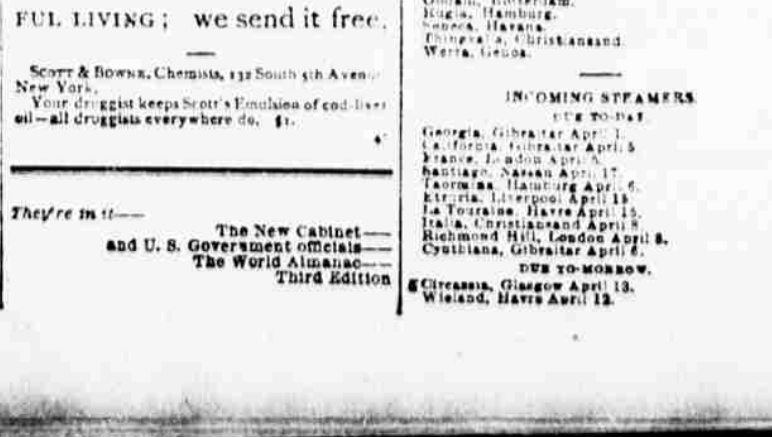 FUL LIVING; we send it free.
SCOTT & BOWNE, Chemists, 132 South 5th Avenue
New York.
Your druggist keeps Scott's Emulsion of cod-liver
oil—all druggists everywhere do. $1.
They're in it—
The New Cabinet—
and U. S. Government officials—
The World Almanac—
Third Edition
Rugia, Hamburg.
Seneca, Havana.
Thingvalla, Christiansand.
Werra, Genoa.
INCOMING STEAMERS.
DUE TO-DAY.
Georgia, Gibraltar April 1.
California, Gibraltar April 5
France, London April
Santiago, Nassau April 17.
Taormina, Hamburg April 6.
Etruria, Liverpool April 15
La Touraine, Havre April 15.
Italia, Christiansand April 8
Richmond Hill, London April 8.
Cynthiana, Gibraltar April 6.
DUE TO-MORROW.
Circassia, Glasgow April 13.
Wieland, Havre April 12.